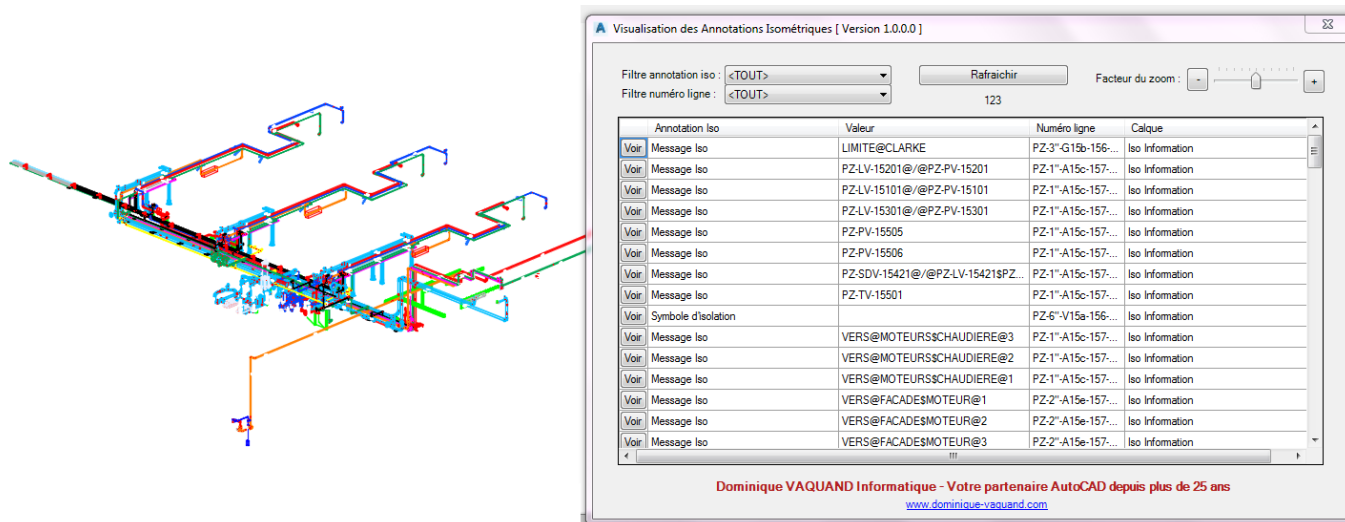 Visualisation des Annotations Isométriques [ Version 1.0.0.0 ]
Filtre annotation iso : <TOUT> Rafraichir Facteur du zoom : - +
Filtre numéro ligne : <TOUT> 123
Annotation Iso Valeur Numéro ligne Calque
Voir Message Iso LIMITE@CLARKE PZ-3"-G15b-156-... Iso Information
Voir Message Iso PZ-LV-15201@/@PZ-PV-15201 PZ-1"-A15c-157-... Iso Information
Voir Message Iso PZ-LV-15101@/@PZ-PV-15101 PZ-1"-A15c-157-... Iso Information
Voir Message Iso PZ-LV-15301@/@PZ-PV-15301 PZ-1"-A15c-157-... Iso Information
Voir Message Iso PZ-PV-15505 PZ-1"-A15c-157-... Iso Information
Voir Message Iso PZ-PV-15506 PZ-1"-A15c-157-... Iso Information
Voir Message Iso PZ-SDV-15421@/@PZ-LV-15421$PZ... PZ-1"-A15c-157-... Iso Information
Voir Message Iso PZ-TV-15501 PZ-1"-A15c-157-... Iso Information
Voir Symbole d'isolation PZ-6"-V15a-156-... Iso Information
Voir Message Iso VERS@MOTEURS$CHAUDIERE@3 PZ-1"-A15c-157-... Iso Information
Voir Message Iso VERS@MOTEURS$CHAUDIERE@2 PZ-1"-A15c-157-... Iso Information
Voir Message Iso VERS@MOTEURS$CHAUDIERE@1 PZ-1"-A15c-157-... Iso Information
Voir Message Iso VERS@FACADE$MOTEUR@1 PZ-2"-A15e-157-... Iso Information
Voir Message Iso VERS@FACADE$MOTEUR@2 PZ-2"-A15e-157-... Iso Information
Voir Message Iso VERS@FACADE$MOTEUR@3 PZ-2"-A15e-157-... Iso Information
Dominique VAQUAND Informatique - Votre partenaire AutoCAD depuis plus de 25 ans
www.dominique-vaquand.com